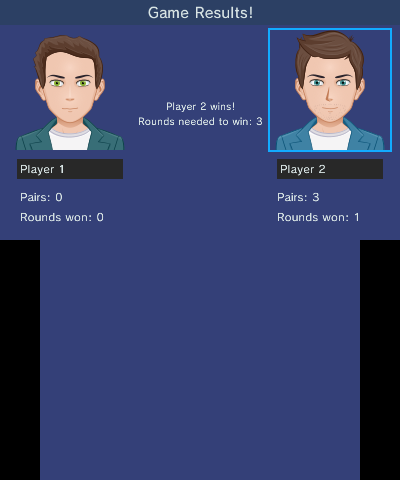 Game Results!
Player 2 wins!
Rounds needed to win: 3
Player 1
Pairs: 0
Rounds won: 0
Player 2
Pairs: 3
Rounds won: 1